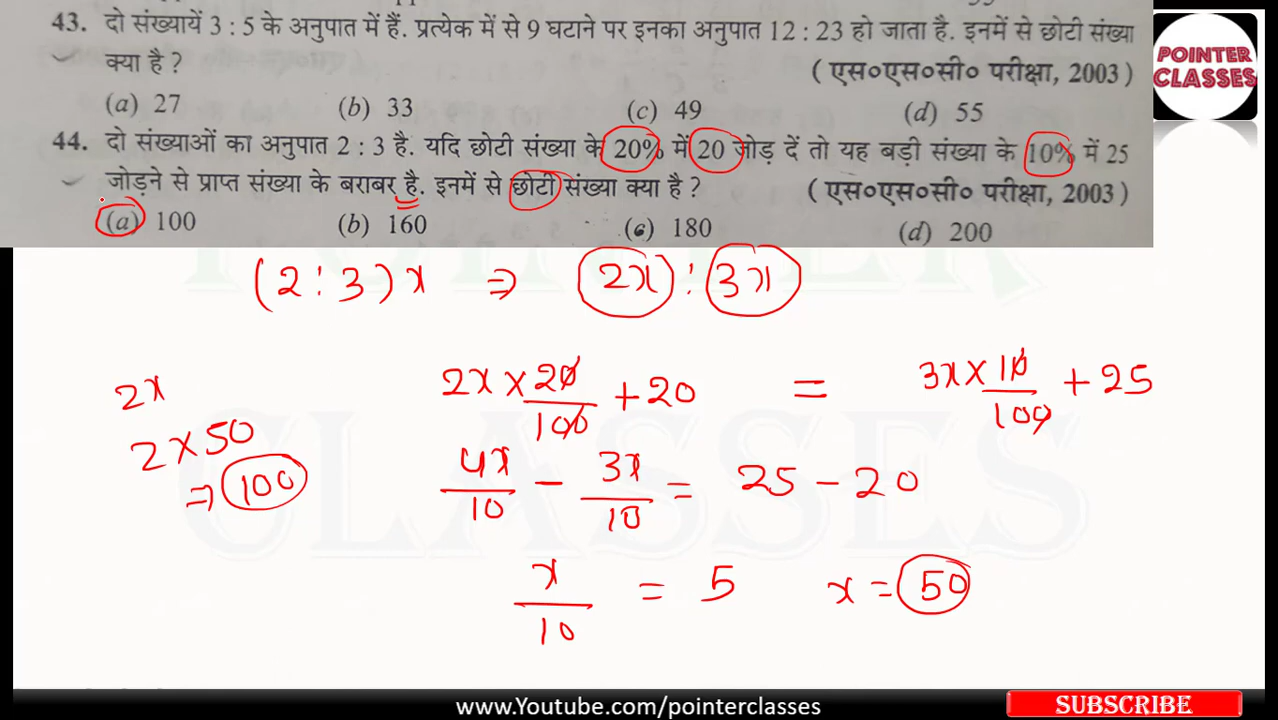 43. दो संख्यायें 3 : 5 के अनुपात में हैं. प्रत्येक में से 9 घटाने पर इनका अनुपात 12 : 23 हो जाता है. इनमें से छोटी संख्या
क्या है ? ( एस०एस०सी० परीक्षा, 2003 )
(a) 27 (b) 33 (c) 49 (d) 55
44. दो संख्याओं का अनुपात 2 : 3 है. यदि छोटी संख्या के 20% में 20 जोड़ दें तो यह बड़ी संख्या के 10% में 25
जोड़ने से प्राप्त संख्या के बराबर है. इनमें से छोटी संख्या क्या है ? ( एस०एस०सी० परीक्षा, 2003 )
(a) 100 (b) 160 (c) 180 (d) 200
POINTER
CLASSES
(2 : 3) x ⇒ 2x : 3x
2x × 20/100 + 20 = 3x × 10/100 + 25
4x/10 - 3x/10 = 25 - 20
x/10 = 5 x = 50
2x
2 × 50
⇒ 100
CLASSES
www.Youtube.com/pointerclasses
SUBSCRIBE